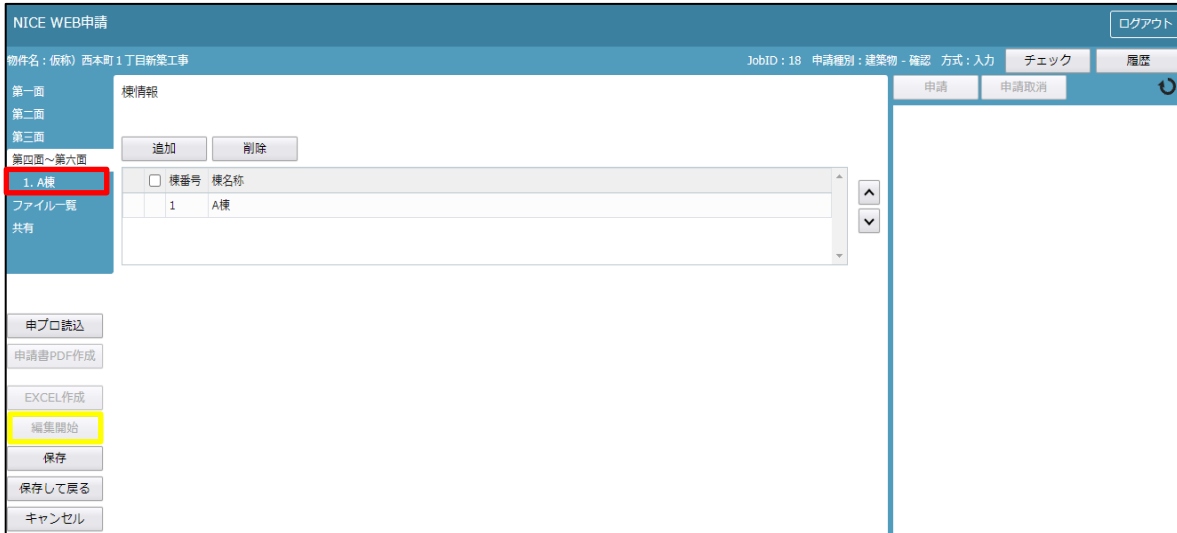 NICE WEB申請
ログアウト
物件名：仮称）西本町１丁目新築工事
JobID：18 申請種別：建築物 - 確認 方式：入力
チェック
履歴
申請
申請取消
第一面
第二面
第三面
第四面～第六面
1. A棟
ファイル一覧
共有
棟情報
追加
削除
棟番号 棟名称
1 A棟
申プロ読込
申請書PDF作成
EXCEL作成
編集開始
保存
保存して戻る
キャンセル